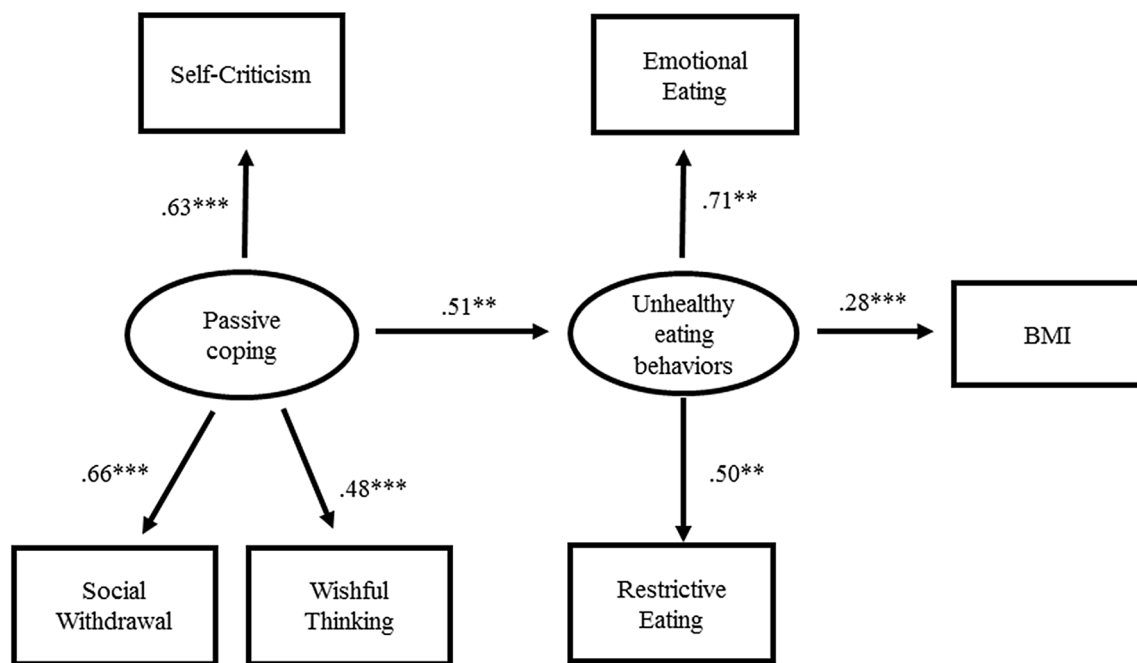 Self-Criticism
Emotional
Eating
.63***
.71**
Passive
coping
.51**
Unhealthy
eating
behaviors
.28***
BMI
.66***
.48***
.50**
Social
Withdrawal
Wishful
Thinking
Restrictive
Eating